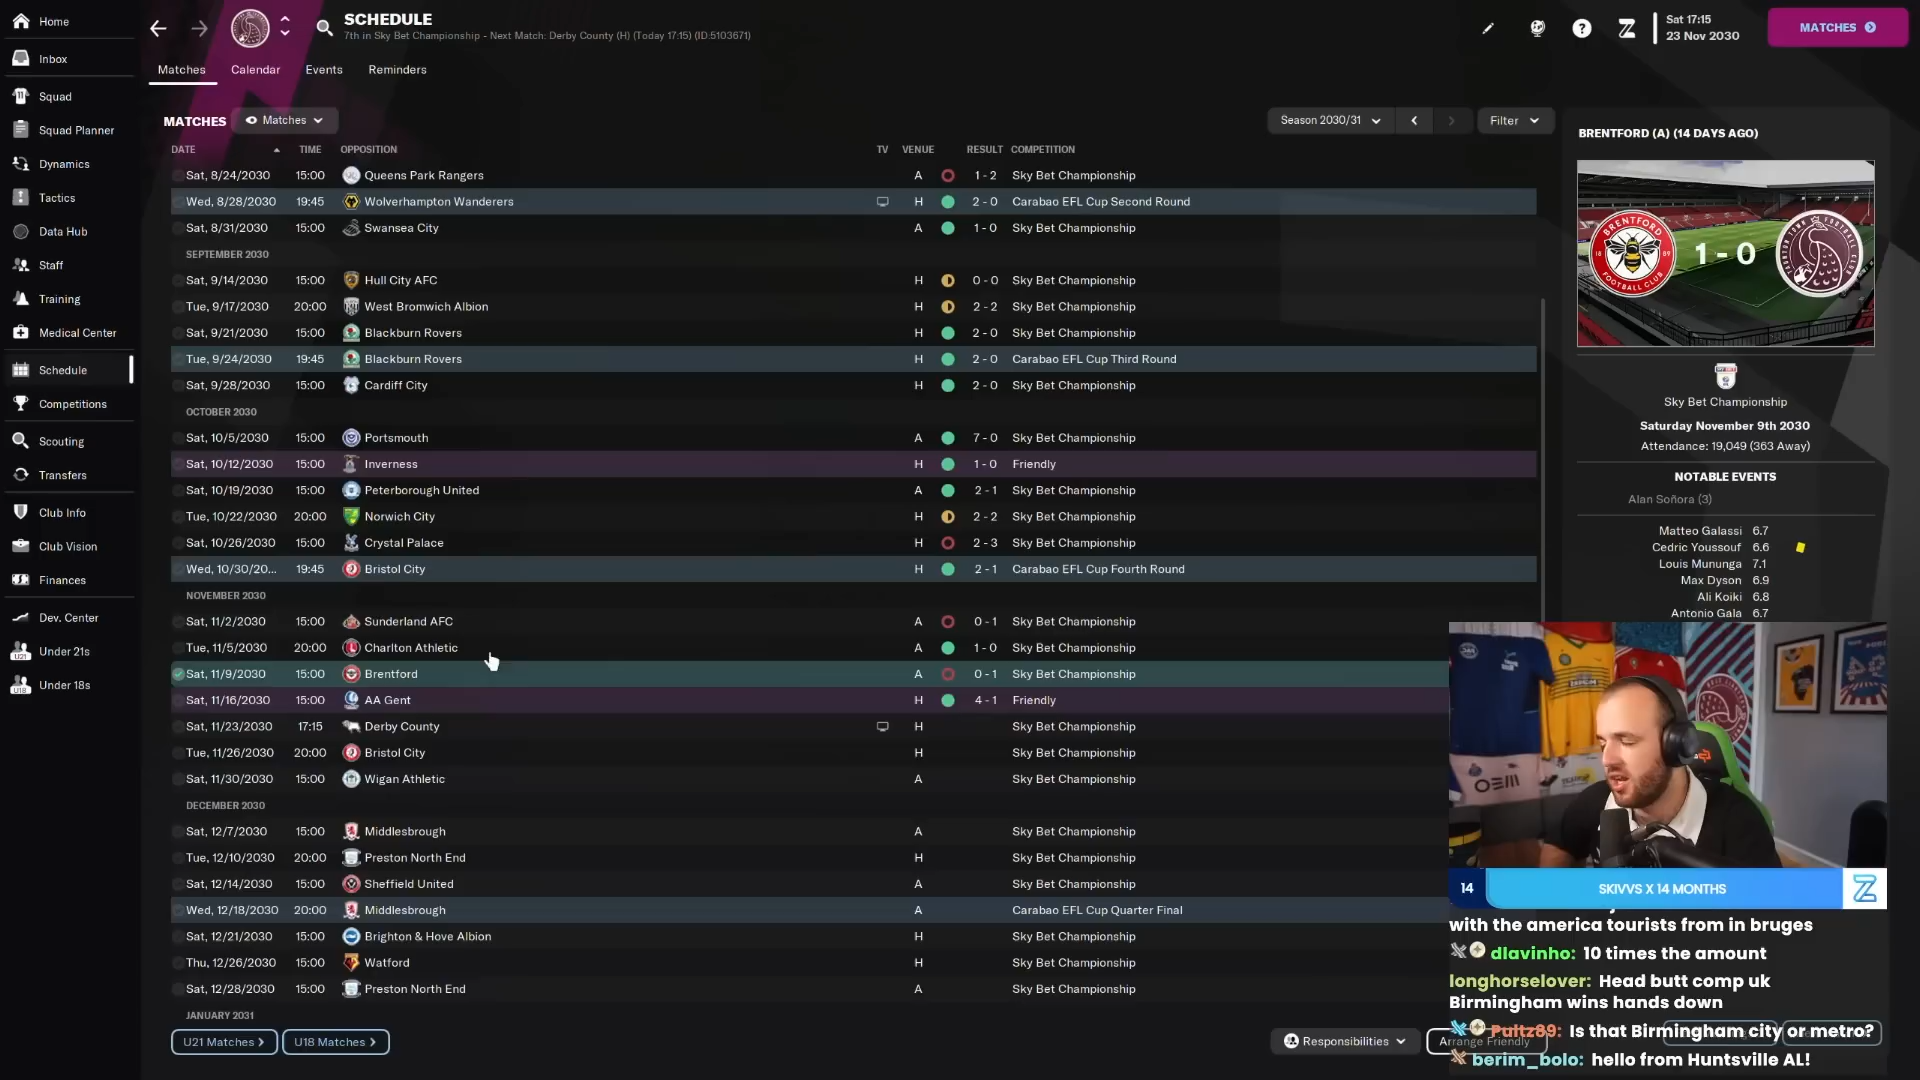 Home
Inbox
Squad
Squad Planner
Dynamics
Tactics
Data Hub
Staff
Training
Medical Center
Schedule
Competitions
Scouting
Transfers
Club Info
Club Vision
Finances
Dev. Center
Under 21s
Under 18s
SCHEDULE
7th in Sky Bet Championship - Next Match: Derby County (H) (Today 17:15) (ID:5103671)
Sat 17:15
23 Nov 2030
MATCHES
Matches Calendar Events Reminders
MATCHES Matches
Season 2030/31 Filter
DATE TIME OPPOSITION TV VENUE RESULT COMPETITION
Sat, 8/24/2030 15:00 Queens Park Rangers A 1 - 2 Sky Bet Championship
Wed, 8/28/2030 19:45 Wolverhampton Wanderers H 2 - 0 Carabao EFL Cup Second Round
Sat, 8/31/2030 15:00 Swansea City A 1 - 0 Sky Bet Championship
SEPTEMBER 2030
Sat, 9/14/2030 15:00 Hull City AFC H 0 - 0 Sky Bet Championship
Tue, 9/17/2030 20:00 West Bromwich Albion H 2 - 2 Sky Bet Championship
Sat, 9/21/2030 15:00 Blackburn Rovers H 2 - 0 Sky Bet Championship
Tue, 9/24/2030 19:45 Blackburn Rovers H 2 - 0 Carabao EFL Cup Third Round
Sat, 9/28/2030 15:00 Cardiff City H 2 - 0 Sky Bet Championship
OCTOBER 2030
Sat, 10/5/2030 15:00 Portsmouth A 7 - 0 Sky Bet Championship
Sat, 10/12/2030 15:00 Inverness H 1 - 0 Friendly
Sat, 10/19/2030 15:00 Peterborough United A 2 - 1 Sky Bet Championship
Tue, 10/22/2030 20:00 Norwich City H 2 - 2 Sky Bet Championship
Sat, 10/26/2030 15:00 Crystal Palace H 2 - 3 Sky Bet Championship
Wed, 10/30/20... 19:45 Bristol City H 2 - 1 Carabao EFL Cup Fourth Round
NOVEMBER 2030
Sat, 11/2/2030 15:00 Sunderland AFC A 0 - 1 Sky Bet Championship
Tue, 11/5/2030 20:00 Charlton Athletic A 1 - 0 Sky Bet Championship
Sat, 11/9/2030 15:00 Brentford A 0 - 1 Sky Bet Championship
Sat, 11/16/2030 15:00 AA Gent H 4 - 1 Friendly
Sat, 11/23/2030 17:15 Derby County H Sky Bet Championship
Tue, 11/26/2030 20:00 Bristol City H Sky Bet Championship
Sat, 11/30/2030 15:00 Wigan Athletic A Sky Bet Championship
DECEMBER 2030
Sat, 12/7/2030 15:00 Middlesbrough A Sky Bet Championship
Tue, 12/10/2030 20:00 Preston North End H Sky Bet Championship
Sat, 12/14/2030 15:00 Sheffield United A Sky Bet Championship
Wed, 12/18/2030 20:00 Middlesbrough A Carabao EFL Cup Quarter Final
Sat, 12/21/2030 15:00 Brighton & Hove Albion H Sky Bet Championship
Thu, 12/26/2030 15:00 Watford H Sky Bet Championship
Sat, 12/28/2030 15:00 Preston North End A Sky Bet Championship
JANUARY 2031
U21 Matches U18 Matches
Responsibilities Arrange Friendly
BRENTFORD (A) (14 DAYS AGO)
BRENTFORD
FOOTBALL CLUB
1 - 0
Sky Bet Championship
Saturday November 9th 2030
Attendance: 19,049 (363 Away)
NOTABLE EVENTS
Alan Soñora (3)
Matteo Galassi 6.7
Cedric Youssouf 6.6
Louis Mununga 7.1
Max Dyson 6.9
Ali Koiki 6.8
Antonio Gala 6.7
14 SKIVVS X 14 MONTHS
with the america tourists from in bruges
dlavinho: 10 times the amount
longhorselover: Head butt comp uk
Birmingham wins hands down
Pultz89: Is that Birmingham city or metro?
berim_bolo: hello from Huntsville AL!